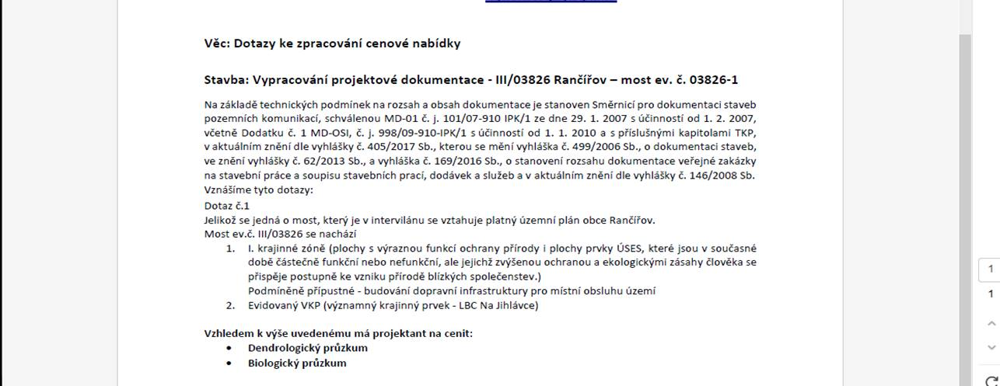 Věc: Dotazy ke zpracování cenové nabídky
Stavba: Vypracování projektové dokumentace - III/03826 Rančířov – most ev. č. 03826-1
Na základě technických podmínek na rozsah a obsah dokumentace je stanoven Směrnicí pro dokumentaci staveb
pozemních komunikací, schválenou MD-01 č. j. 101/07-910 IPK/1 ze dne 29. 1. 2007 s účinností od 1. 2. 2007,
včetně Dodatku č. 1 MD-OSI, č. j. 998/09-910-IPK/1 s účinností od 1. 1. 2010 a s příslušnými kapitolami TKP,
v aktuálním znění dle vyhlášky č. 405/2017 Sb., kterou se mění vyhláška č. 499/2006 Sb., o dokumentaci staveb,
ve znění vyhlášky č. 62/2013 Sb., a vyhláška č. 169/2016 Sb., o stanovení rozsahu dokumentace veřejné zakázky
na stavební práce a soupisu stavebních prací, dodávek a služeb a v aktuálním znění dle vyhlášky č. 146/2008 Sb.
Vznášíme tyto dotazy:
Dotaz č.1
Jelikož se jedná o most, který je v intervilánu se vztahuje platný územní plán obce Rančířov.
Most ev.č. III/03826 se nachází
1. I. krajinné zóně (plochy s výraznou funkcí ochrany přírody i plochy prvky ÚSES, které jsou v současné
době částečně funkční nebo nefunkční, ale jejichž zvýšenou ochranou a ekologickými zásahy člověka se
přispěje postupně ke vzniku přírodě blízkých společenstev.)
Podmíněně přípustné - budování dopravní infrastruktury pro místní obsluhu území
2. Evidovaný VKP (významný krajinný prvek - LBC Na Jihlávce)
Vzhledem k výše uvedenému má projektant na cenit:
• Dendrologický průzkum
• Biologický průzkum
1
1